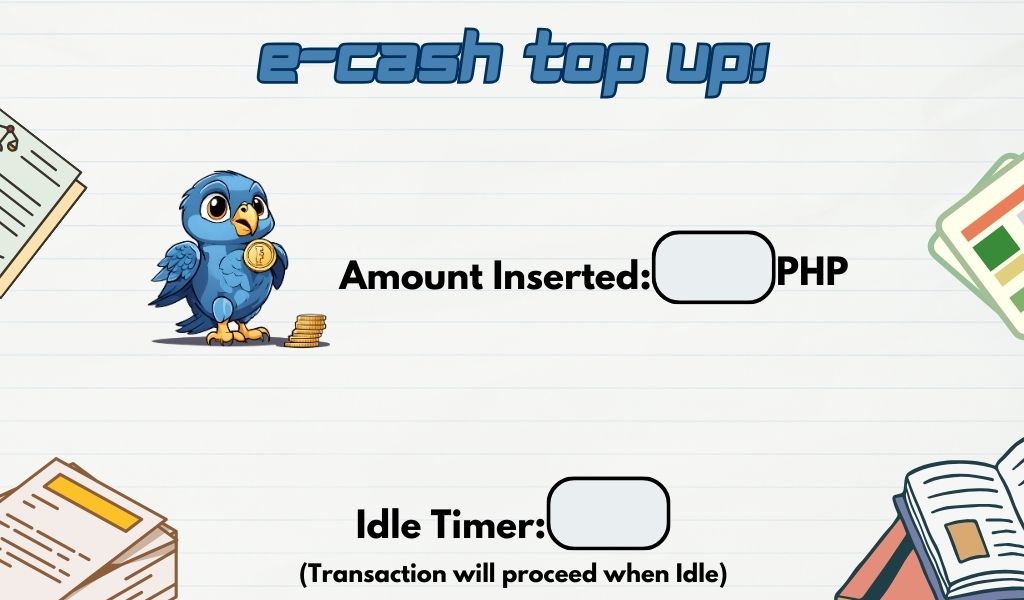 e-cash top up!
Amount Inserted: PHP
Idle Timer:
(Transaction will proceed when Idle)